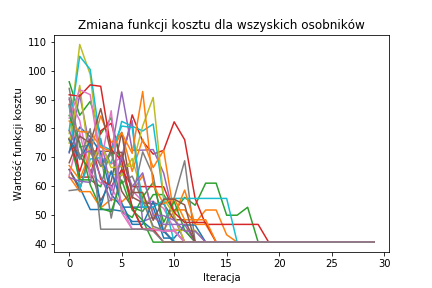 Zmiana funkcji kosztu dla wszyskich osobników
110
100
90
80
70
60
50
40
Wartość funkcji kosztu
0 5 10 15 20 25 30
Iteracja